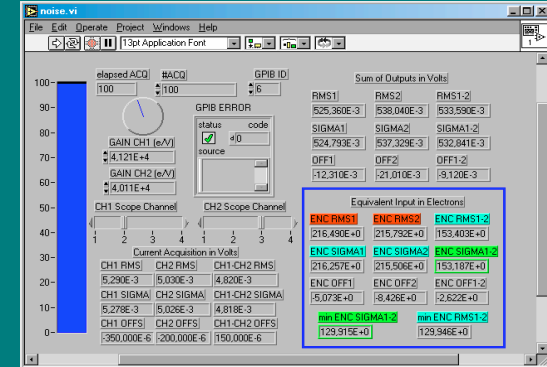 noise.vi
File Edit Operate Project Windows Help
13pt Application Font
1
elapsed ACQ #ACQ GPIB ID
100 100 6
GPIB ERROR
status code
0
source
GAIN CH1 (e/V)
4,121E+4
GAIN CH2 (e/V)
4,011E+4
100-
90-
80-
70-
60-
50-
40-
30-
20-
10-
0-
CH1 Scope Channel CH2 Scope Channel
1 2 3 4 1 2 3 4
Current Acquisition in Volts
CH1 RMS CH2 RMS CH1-CH2 RMS
5,290E-3 5,030E-3 4,820E-3
CH1 SIGMA CH2 SIGMA CH1-CH2 SIGMA
5,278E-3 5,026E-3 4,818E-3
CH1 OFFS CH2 OFFS CH1-CH2 OFFS
-350,000E-6 -200,000E-6 150,000E-6
Sum of Outputs in Volts
RMS1 RMS2 RMS1-2
525,360E-3 538,040E-3 533,590E-3
SIGMA1 SIGMA2 SIGMA1-2
524,793E-3 537,329E-3 532,841E-3
OFF1 OFF2 OFF1-2
-12,310E-3 -21,010E-3 -9,120E-3
Equivalent Input in Electrons
ENC RMS1 ENC RMS2 ENC RMS1-2
216,490E+0 215,792E+0 153,403E+0
ENC SIGMA1 ENC SIGMA2 ENC SIGMA1-2
216,257E+0 215,506E+0 153,187E+0
ENC OFF1 ENC OFF2 ENC OFF1-2
-5,073E+0 -8,426E+0 -2,622E+0
min ENC SIGMA1-2 min ENC RMS1-2
129,915E+0 129,946E+0